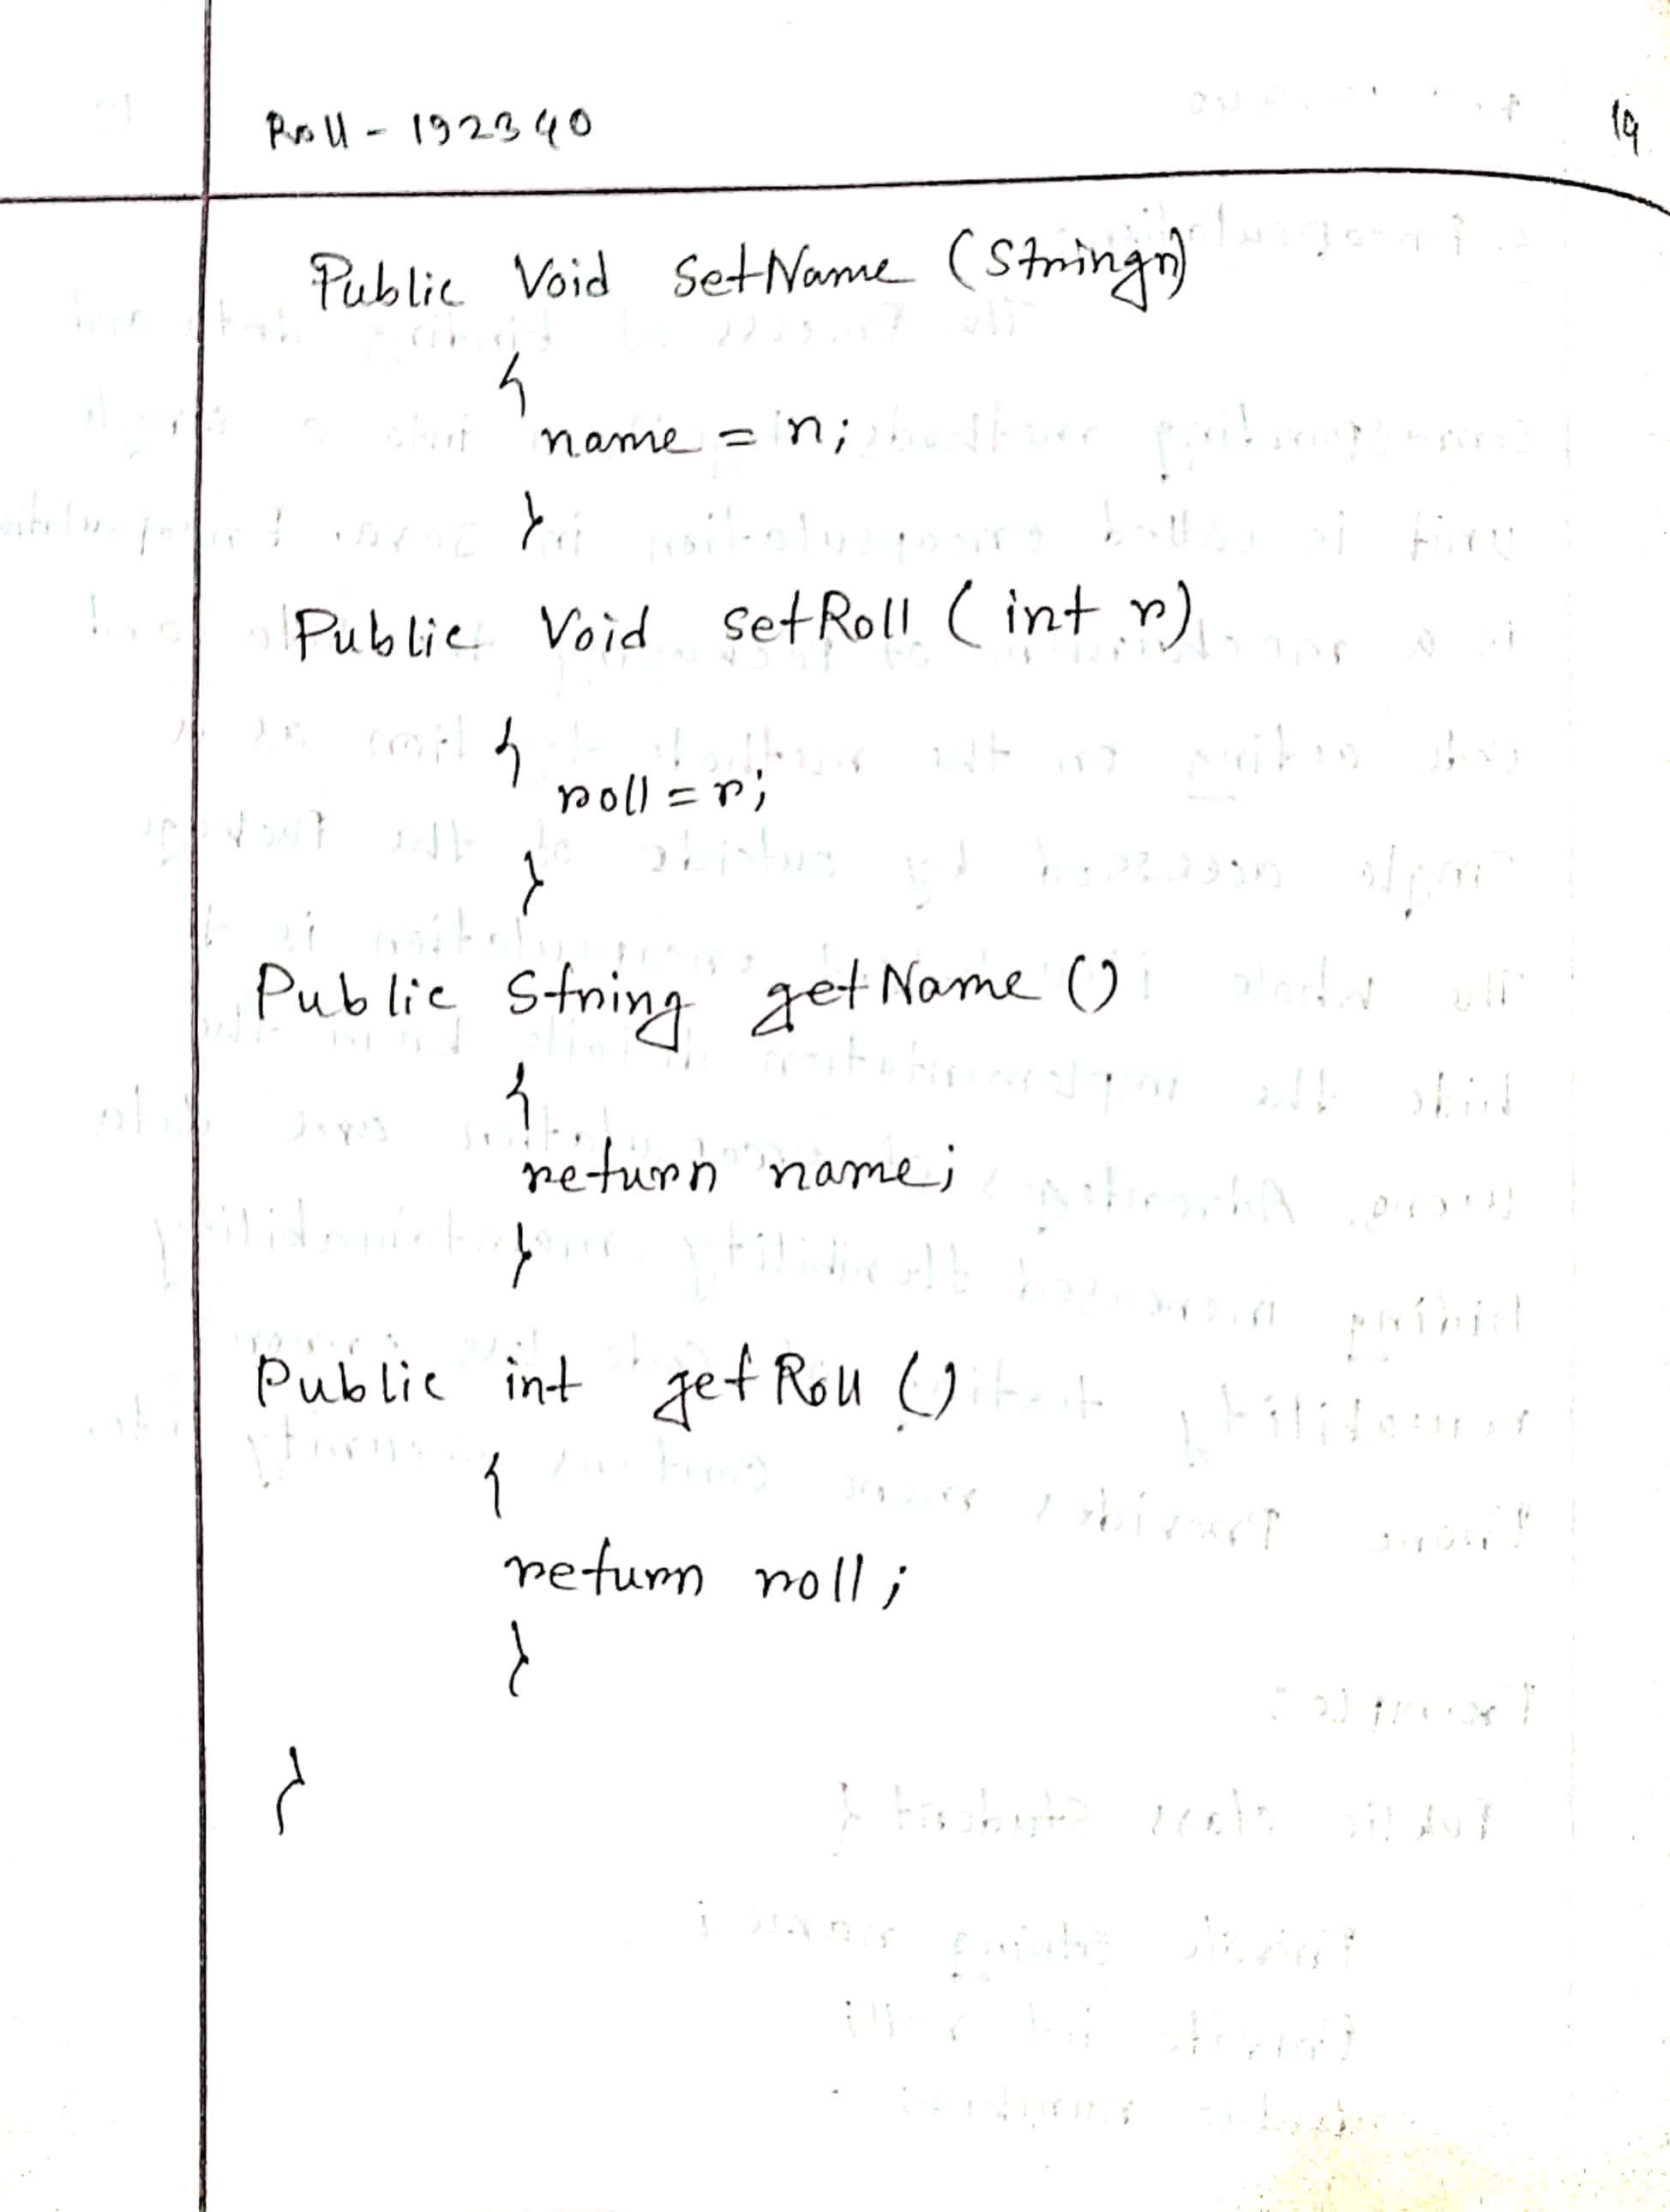 Roll - 192340
19
Public Void SetName (String n)
{
name = n;
}
Public Void setRoll (int r)
{
roll = r;
}
Public String getName ()
{
return name;
}
Public int getRoll ()
{
return roll;
}
}